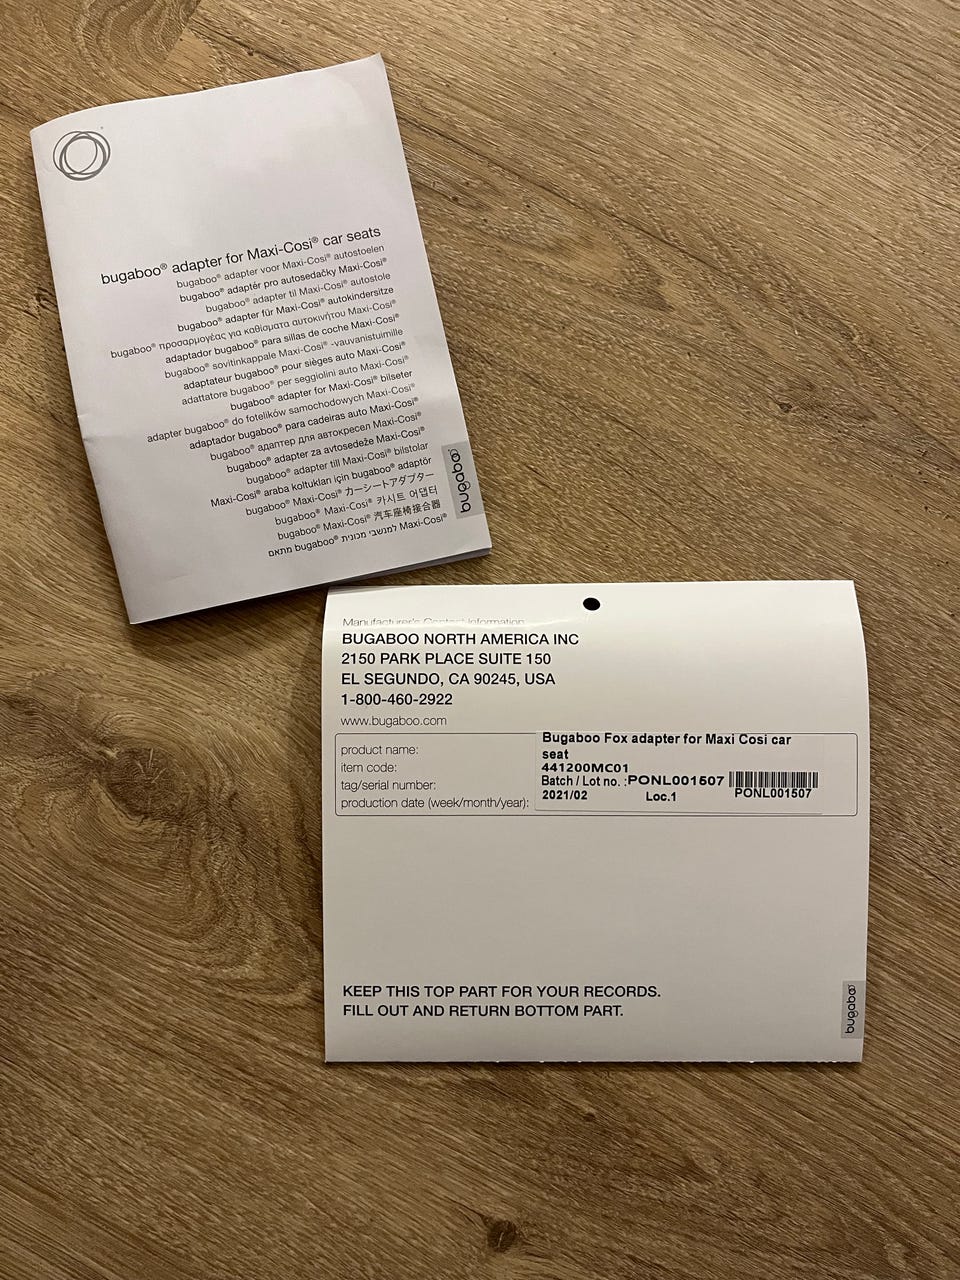 bugaboo® adapter for Maxi-Cosi® car seats
bugaboo® adapter voor Maxi-Cosi® autostoelen
bugaboo® adaptér pro autosedačky Maxi-Cosi®
bugaboo® adapter til Maxi-Cosi® autostole
bugaboo® adapter für Maxi-Cosi® autokindersitze
bugaboo® προσαρμογέας για καθίσματα αυτοκινήτου Maxi-Cosi®
adaptador bugaboo® para sillas de coche Maxi-Cosi®
bugaboo® sovitinkappale Maxi-Cosi® -vauvanistuimille
adaptateur bugaboo® pour sièges auto Maxi-Cosi®
adattatore bugaboo® per seggiolini auto Maxi-Cosi®
bugaboo® adapter for Maxi-Cosi® bilseter
adapter bugaboo® do fotelików samochodowych Maxi-Cosi®
adaptador bugaboo® para cadeiras auto Maxi-Cosi®
bugaboo® адаптер для автокресел Maxi-Cosi®
bugaboo® adapter za avtosedeže Maxi-Cosi®
bugaboo® adapter till Maxi-Cosi® bilstolar
Maxi-Cosi® araba koltukları için bugaboo® adaptör
bugaboo® Maxi-Cosi® カーシートアダプター
bugaboo® Maxi-Cosi® 카시트 어댑터
bugaboo® Maxi-Cosi® 汽车座椅接合器
מתאם bugaboo® למנשבי מכונית Maxi-Cosi®
bugaboo
Manufacturer's Contact Information
BUGABOO NORTH AMERICA INC
2150 PARK PLACE SUITE 150
EL SEGUNDO, CA 90245, USA
1-800-460-2922
www.bugaboo.com
product name: Bugaboo Fox adapter for Maxi Cosi car
seat
item code: 441200MC01
tag/serial number: Batch / Lot no. :PONL001507
production date (week/month/year): 2021/02 Loc.1 PONL001507
KEEP THIS TOP PART FOR YOUR RECORDS.
FILL OUT AND RETURN BOTTOM PART.
bugaboo